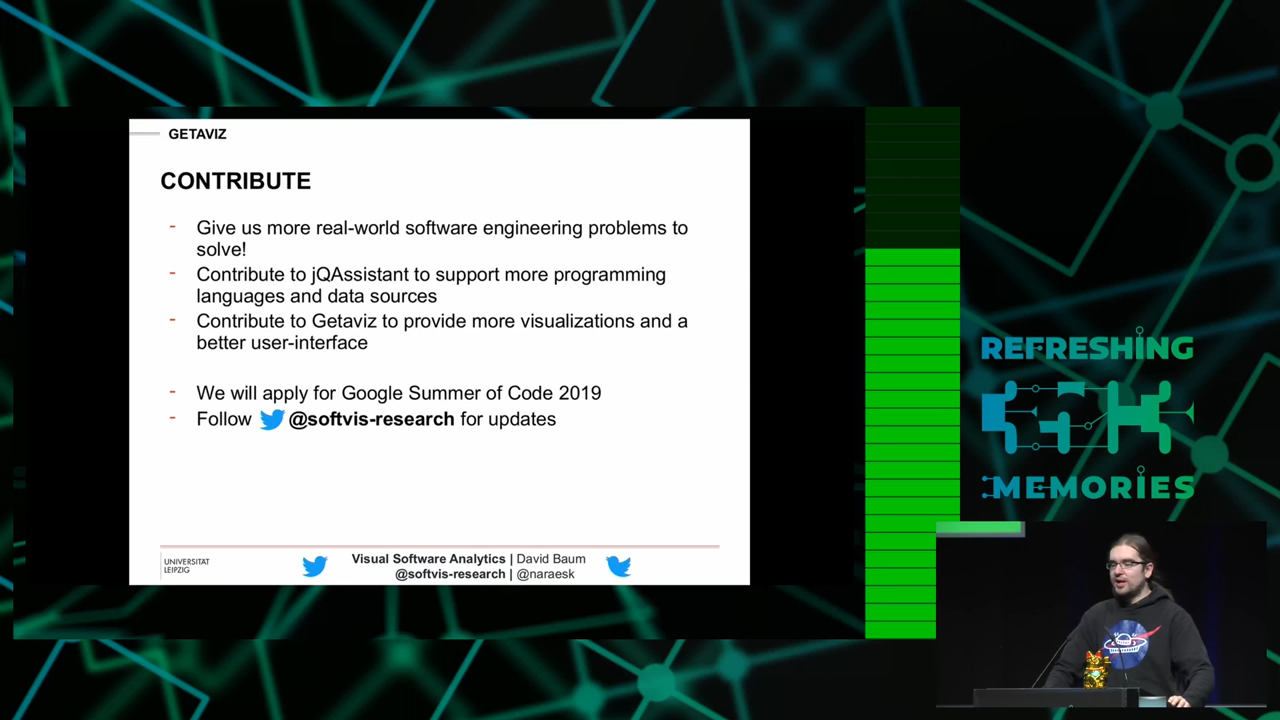 GETAVIZ
CONTRIBUTE
- Give us more real-world software engineering problems to
solve!
- Contribute to jQAssistant to support more programming
languages and data sources
- Contribute to Getaviz to provide more visualizations and a
better user-interface
- We will apply for Google Summer of Code 2019
- Follow @softvis-research for updates
UNIVERSITÄT
LEIPZIG
Visual Software Analytics | David Baum
@softvis-research | @naraesk
REFRESHING
35C3
MEMORIES